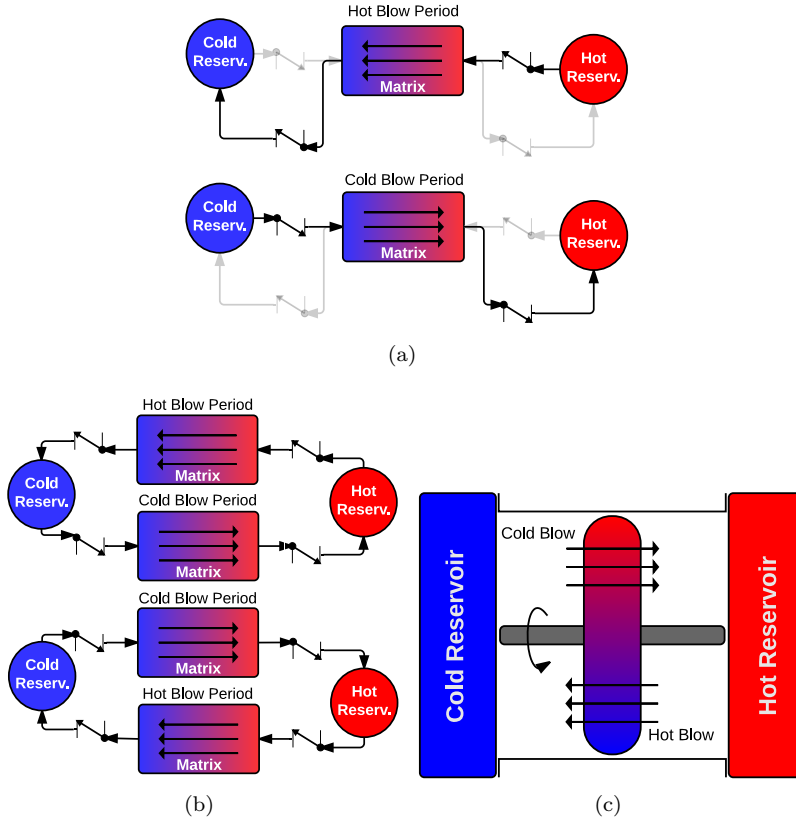 Hot Blow Period
Cold
Reserv.
Matrix
Hot
Reserv.
Cold Blow Period
Cold
Reserv.
Matrix
Hot
Reserv.
(a)
Hot Blow Period
Matrix
Cold
Reserv.
Hot
Reserv.
Cold Blow Period
Matrix
Cold Blow Period
Matrix
Cold
Reserv.
Hot
Reserv.
Hot Blow Period
Matrix
(b)
Cold Reservoir
Cold Blow
Hot Blow
Hot Reservoir
(c)